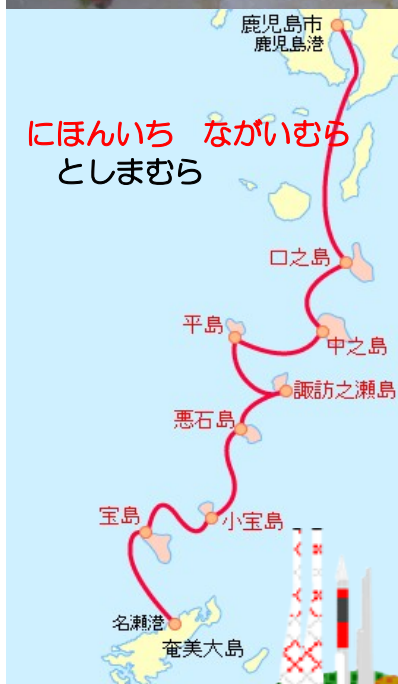 鹿児島市
鹿児島港
にほんいち　ながいむら
としまむら
口之島
平島
中之島
諏訪之瀬島
悪石島
宝島
小宝島
名瀬港
奄美大島